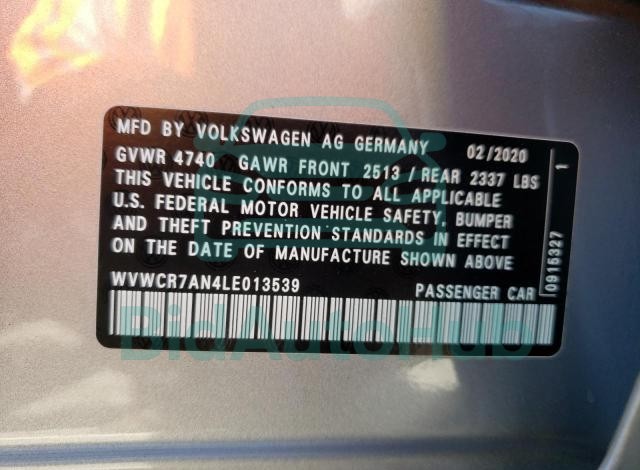 MFD BY VOLKSWAGEN AG GERMANY 02/2020
GVWR 4740 GAWR FRONT 2513 / REAR 2337 LBS
THIS VEHICLE CONFORMS TO ALL APPLICABLE
U.S. FEDERAL MOTOR VEHICLE SAFETY, BUMPER
AND THEFT PREVENTION STANDARDS IN EFFECT
ON THE DATE OF MANUFACTURE SHOWN ABOVE
WVWCR7AN4LE013539 PASSENGER CAR
0915327 1
BidAutoHub